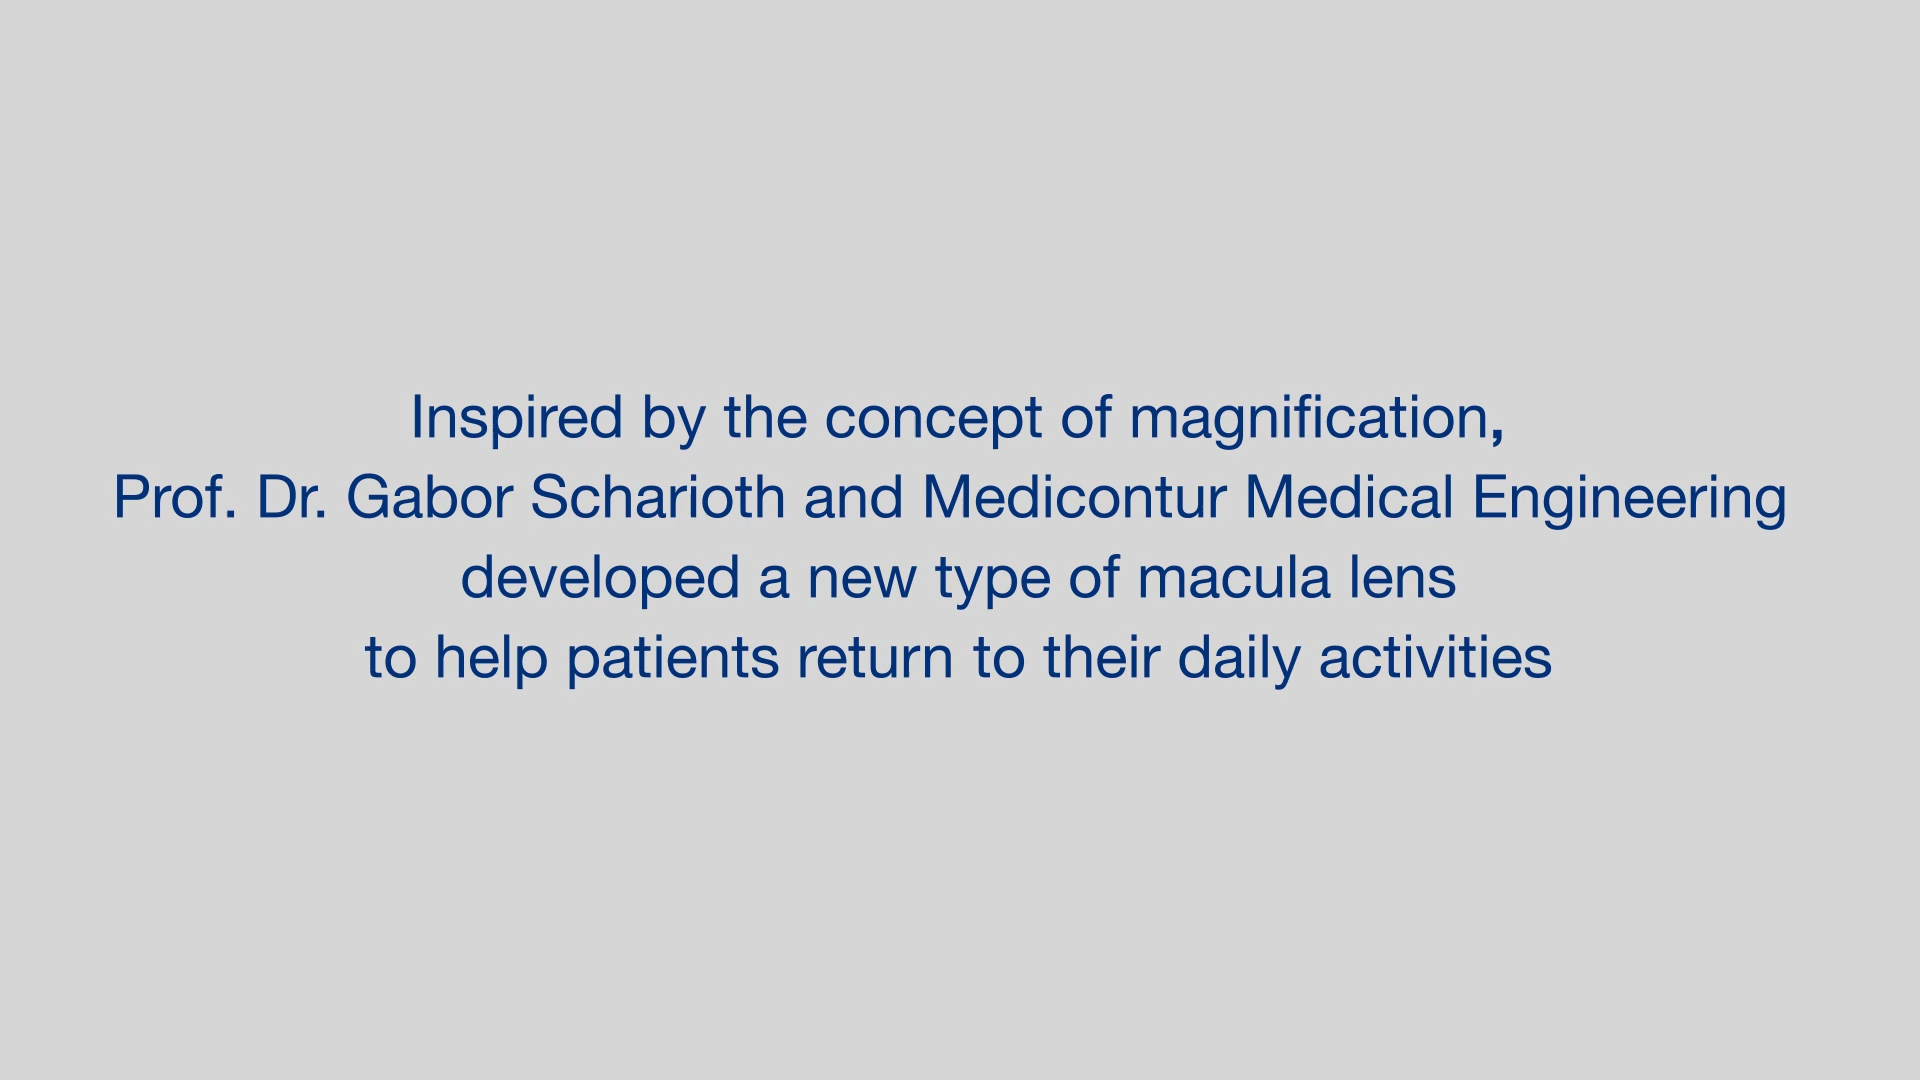 Inspired by the concept of magnification,
Prof. Dr. Gabor Scharioth and Medicontur Medical Engineering
developed a new type of macula lens
to help patients return to their daily activities